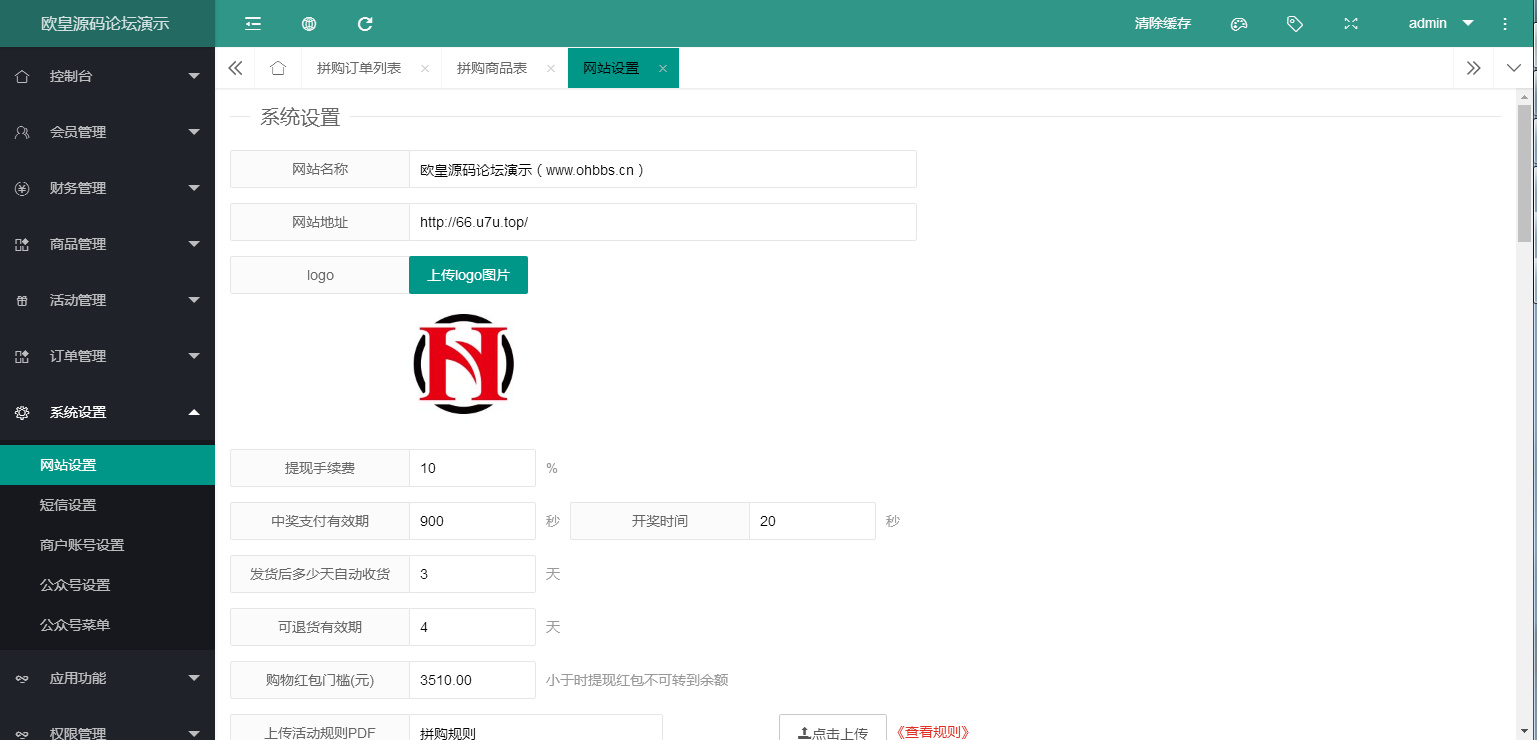 欧皇源码论坛演示
清除缓存
admin
控制台
会员管理
财务管理
商品管理
活动管理
订单管理
系统设置
网站设置
短信设置
商户账号设置
公众号设置
公众号菜单
应用功能
权限管理
拼购订单列表 ×
拼购商品表 ×
网站设置 ×
系统设置
网站名称 欧皇源码论坛演示（www.ohbbs.cn）
网站地址 http://66.u7u.top/
logo 上传logo图片
提现手续费 10 %
中奖支付有效期 900 秒 开奖时间 20 秒
发货后多少天自动收货 3 天
可退货有效期 4 天
购物红包门槛(元) 3510.00 小于时提现红包不可转到余额
上传活动规则PDF 拼购规则 点击上传 《查看规则》